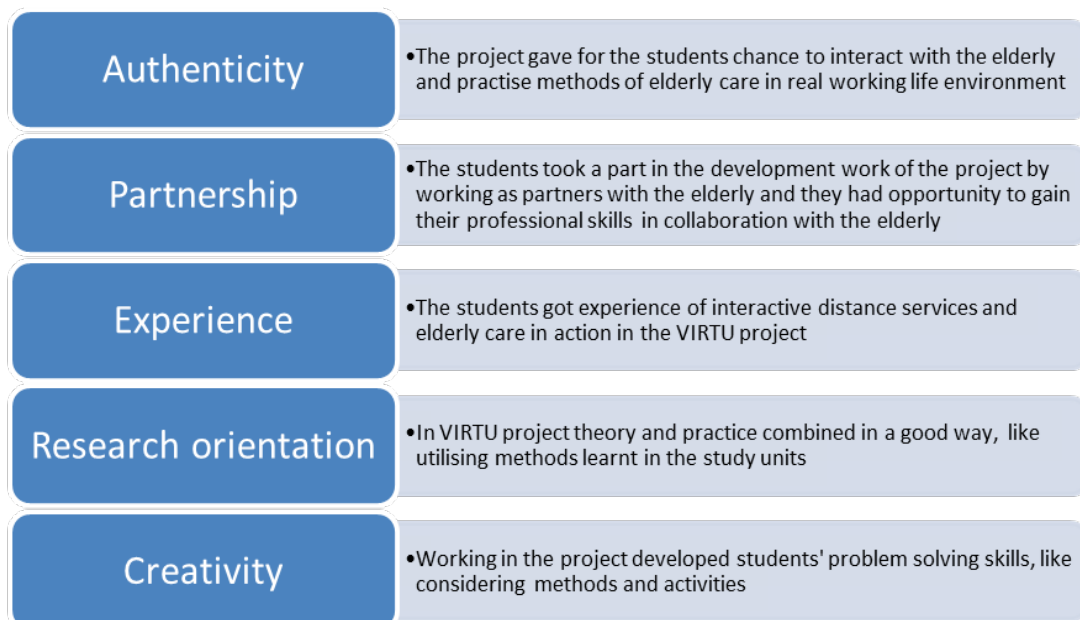 Authenticity
•The project gave for the students chance to interact with the elderly
and practise methods of elderly care in real working life environment
Partnership
•The students took a part in the development work of the project by
working as partners with the elderly and they had opportunity to gain
their professional skills in collaboration with the elderly
Experience
•The students got experience of interactive distance services and
elderly care in action in the VIRTU project
Research orientation
•In VIRTU project theory and practice combined in a good way, like
utilising methods learnt in the study units
Creativity
•Working in the project developed students' problem solving skills, like
considering methods and activities